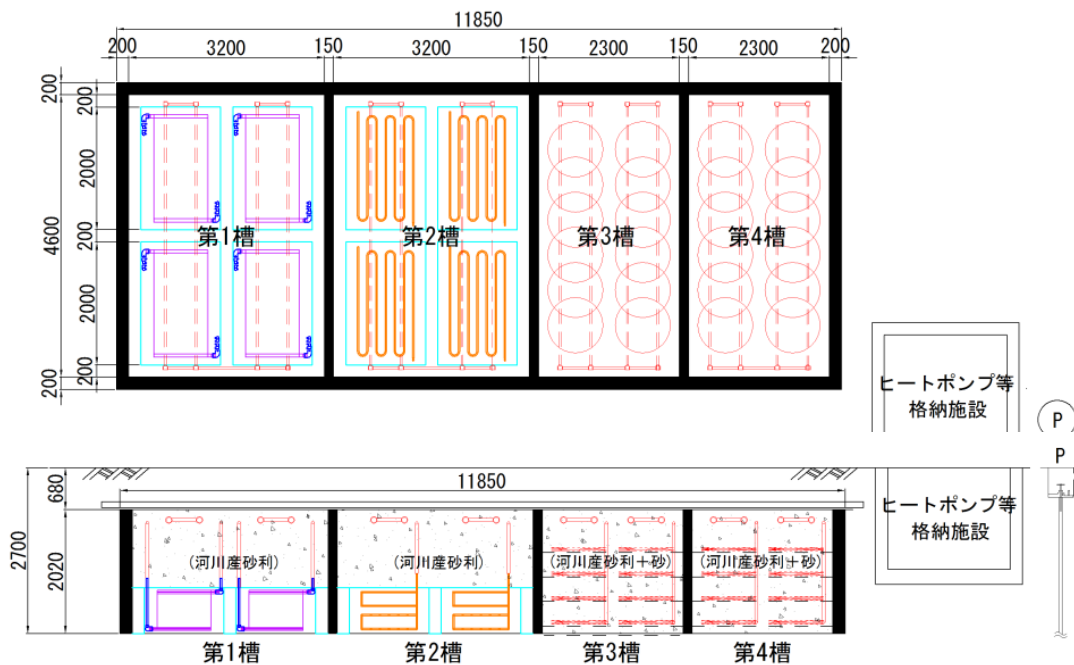 11850
200
3200
150
3200
150
2300
150
2300
200
200
200
2000
200
4600
2000
200
200
第1槽
第2槽
第3槽
第4槽
ヒートポンプ等
格納施設
P
P
11850
680
2700
2020
(河川産砂利)
(河川産砂利)
(河川産砂利+砂)
(河川産砂利+砂)
ヒートポンプ等
格納施設
第1槽
第2槽
第3槽
第4槽